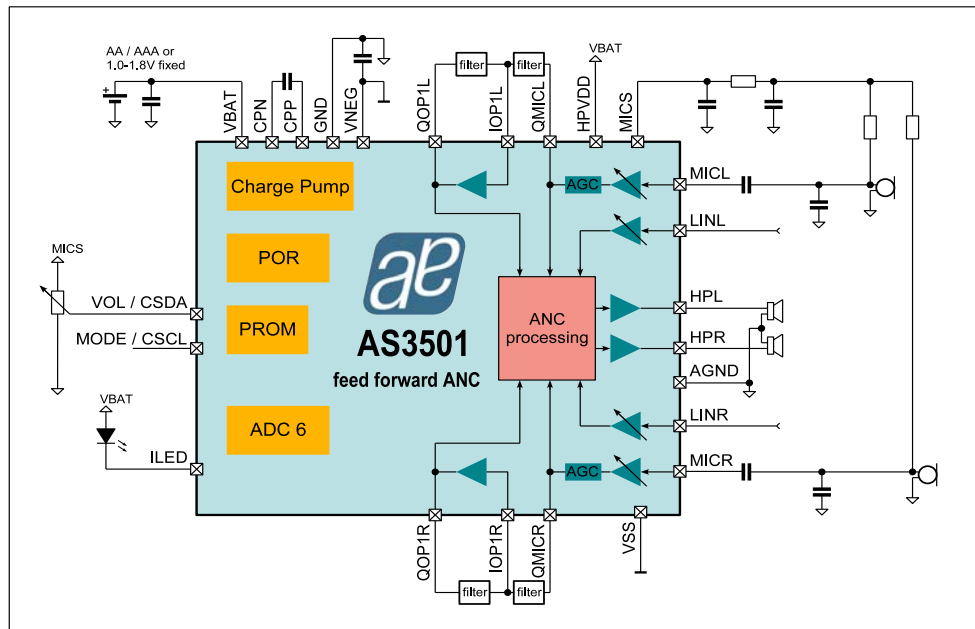 AA / AAA or
1.0-1.8V fixed
VBAT
CPN
CPP
GND
VNEG
QOP1L
filter
IOP1L
filter
QMICL
VBAT
HPVDD
MICS
Charge Pump
POR
PROM
ADC 6
ae
AS3501
feed forward ANC
AGC
ANC
processing
AGC
MICL
LINL
HPL
HPR
AGND
LINR
MICR
MICS
VOL / CSDA
MODE / CSCL
VBAT
ILED
QOP1R
filter
IOP1R
filter
QMICR
VSS